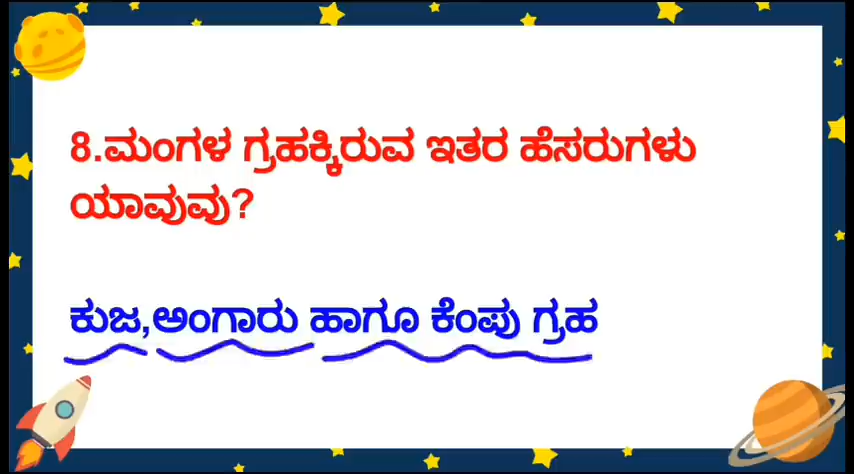 8.ಮಂಗಳ ಗ್ರಹಕ್ಕಿರುವ ಇತರ ಹೆಸರುಗಳು
ಯಾವುವು?
ಕುಜ,ಅಂಗಾರು ಹಾಗೂ ಕೆಂಪು ಗ್ರಹ